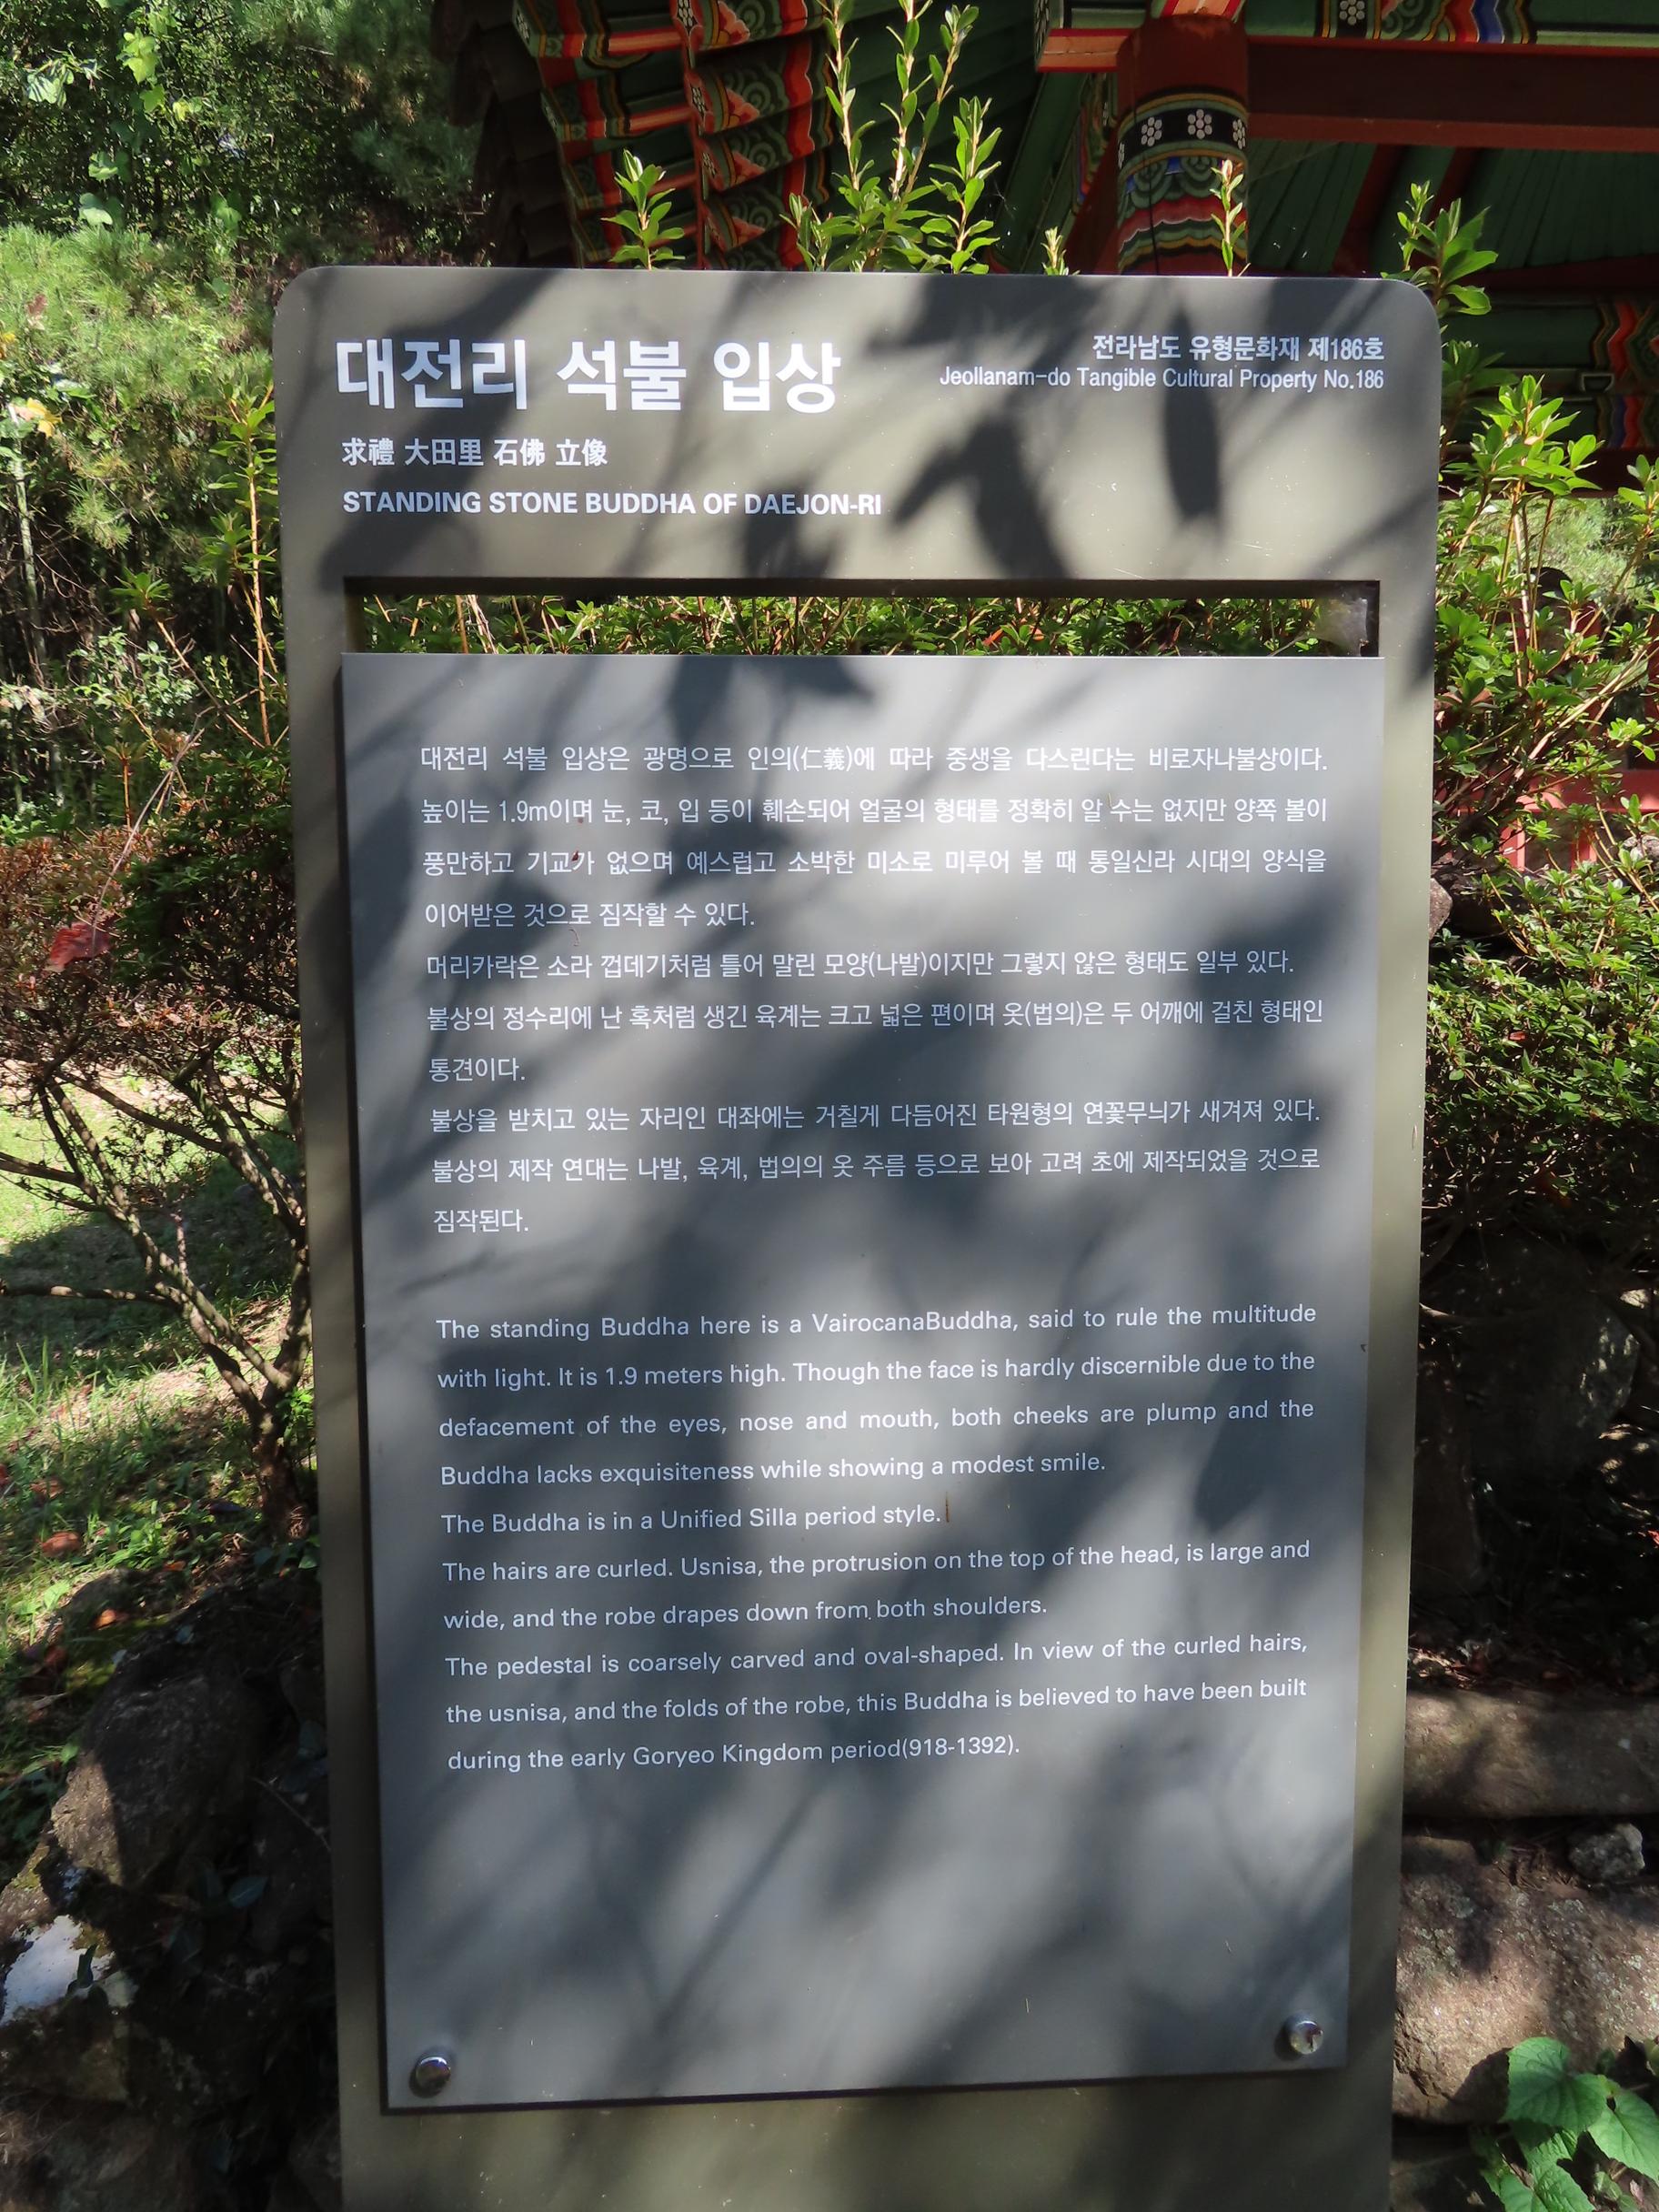 대전리 석불 입상
전라남도 유형문화재 제186호
Jeollanam-do Tangible Cultural Property No.186
求禮 大田里 石佛 立像
STANDING STONE BUDDHA OF DAEJON-RI
대전리 석불 입상은 광명으로 인의(仁義)에 따라 중생을 다스린다는 비로자나불상이다.
높이는 1.9m이며 눈, 코, 입 등이 훼손되어 얼굴의 형태를 정확히 알 수는 없지만 양쪽 볼이
풍만하고 기교가 없으며 예스럽고 소박한 미소로 미루어 볼 때 통일신라 시대의 양식을
이어받은 것으로 짐작할 수 있다.
머리카락은 소라 껍데기처럼 틀어 말린 모양(나발)이지만 그렇지 않은 형태도 일부 있다.
불상의 정수리에 난 혹처럼 생긴 육계는 크고 넓은 편이며 옷(법의)은 두 어깨에 걸친 형태인
통견이다.
불상을 받치고 있는 자리인 대좌에는 거칠게 다듬어진 타원형의 연꽃무늬가 새겨져 있다.
불상의 제작 연대는 나발, 육계, 법의의 옷 주름 등으로 보아 고려 초에 제작되었을 것으로
짐작된다.
The standing Buddha here is a VairocanaBuddha, said to rule the multitude
with light. It is 1.9 meters high. Though the face is hardly discernible due to the
defacement of the eyes, nose and mouth, both cheeks are plump and the
Buddha lacks exquisiteness while showing a modest smile.
The Buddha is in a Unified Silla period style.
The hairs are curled. Usnisa, the protrusion on the top of the head, is large and
wide, and the robe drapes down from both shoulders.
The pedestal is coarsely carved and oval-shaped. In view of the curled hairs,
the usnisa, and the folds of the robe, this Buddha is believed to have been built
during the early Goryeo Kingdom period(918-1392).